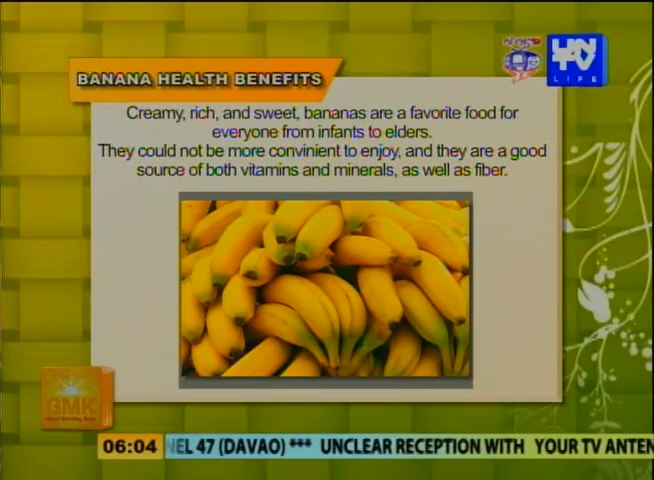 BANANA HEALTH BENEFITS
UNTV
LIFE
Creamy, rich, and sweet, bananas are a favorite food for
everyone from infants to elders.
They could not be more convinient to enjoy, and they are a good
source of both vitamins and minerals, as well as fiber.
GMK
06:04 NEL 47 (DAVAO) *** UNCLEAR RECEPTION WITH YOUR TV ANTEN